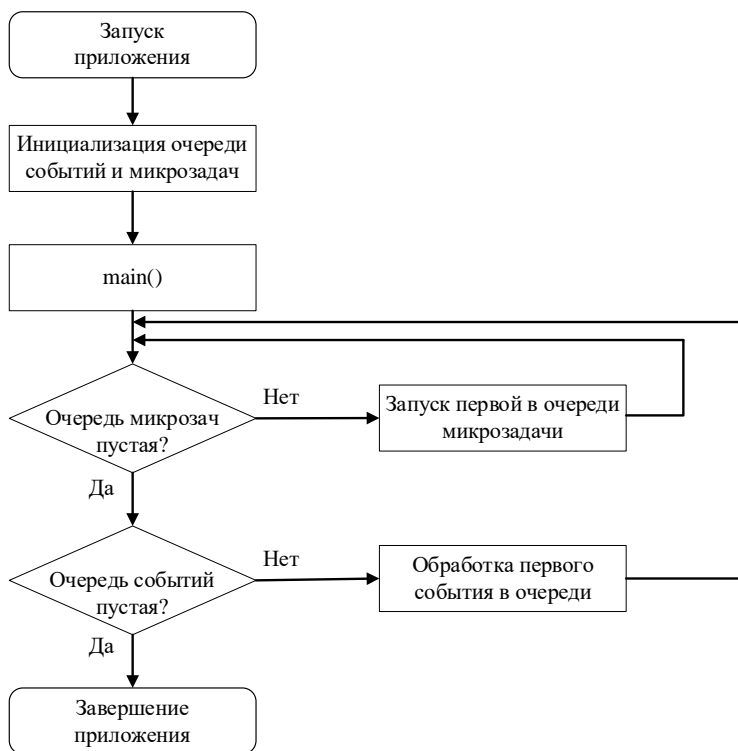 Запуск
приложения
Инициализация очереди
событий и микрозадач
main()
Очередь микрозач
пустая?
Нет
Запуск первой в очереди
микрозадачи
Да
Очередь событий
пустая?
Нет
Обработка первого
события в очереди
Да
Завершение
приложения